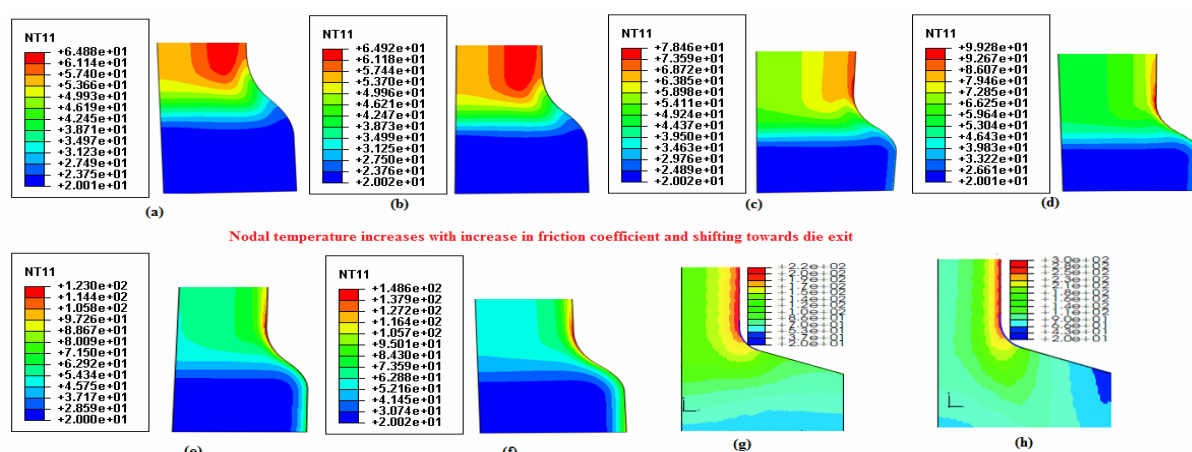 NT11
+6.488e+01
+6.114e+01
+5.740e+01
+5.366e+01
+4.993e+01
+4.619e+01
+4.245e+01
+3.871e+01
+3.497e+01
+3.123e+01
+2.749e+01
+2.375e+01
+2.001e+01
(a)
NT11
+6.492e+01
+6.118e+01
+5.744e+01
+5.370e+01
+4.996e+01
+4.621e+01
+4.247e+01
+3.873e+01
+3.499e+01
+3.125e+01
+2.750e+01
+2.376e+01
+2.002e+01
(b)
NT11
+7.846e+01
+7.359e+01
+6.872e+01
+6.385e+01
+5.898e+01
+5.411e+01
+4.924e+01
+4.437e+01
+3.950e+01
+3.463e+01
+2.976e+01
+2.489e+01
+2.002e+01
(c)
NT11
+9.928e+01
+9.267e+01
+8.607e+01
+7.946e+01
+7.285e+01
+6.625e+01
+5.964e+01
+5.304e+01
+4.643e+01
+3.983e+01
+3.322e+01
+2.661e+01
+2.001e+01
(d)
Nodal temperature increases with increase in friction coefficient and shifting towards die exit
NT11
+1.230e+02
+1.144e+02
+1.058e+02
+9.726e+01
+8.867e+01
+8.009e+01
+7.150e+01
+6.292e+01
+5.434e+01
+4.575e+01
+3.717e+01
+2.859e+01
+2.000e+01
(e)
NT11
+1.486e+02
+1.379e+02
+1.272e+02
+1.164e+02
+1.057e+02
+9.501e+01
+8.430e+01
+7.359e+01
+6.288e+01
+5.216e+01
+4.145e+01
+3.074e+01
+2.002e+01
(f)
+2.2e+02
+2.0e+02
+2.0e+01
(g)
+3.0e+02
+2.0e+01
(h)